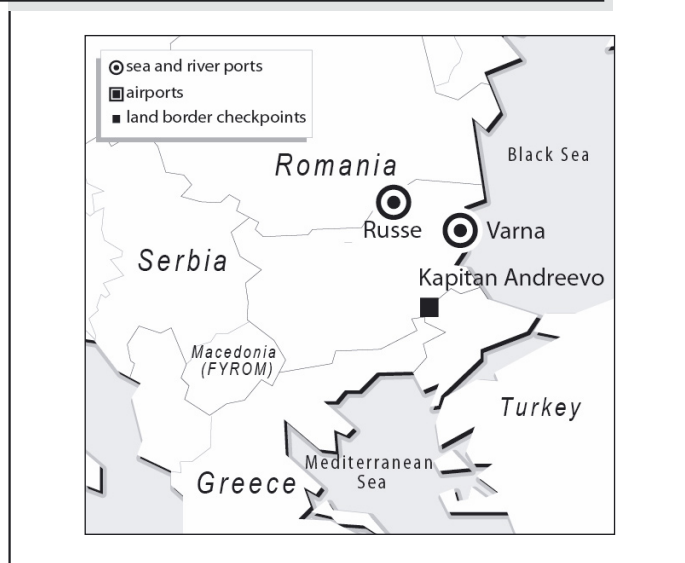 sea and river ports
airports
land border checkpoints
Black Sea
Romania
Russe
Varna
Serbia
Kapitan Andreevo
Macedonia
(FYROM)
Turkey
Mediterranean
Sea
Greece